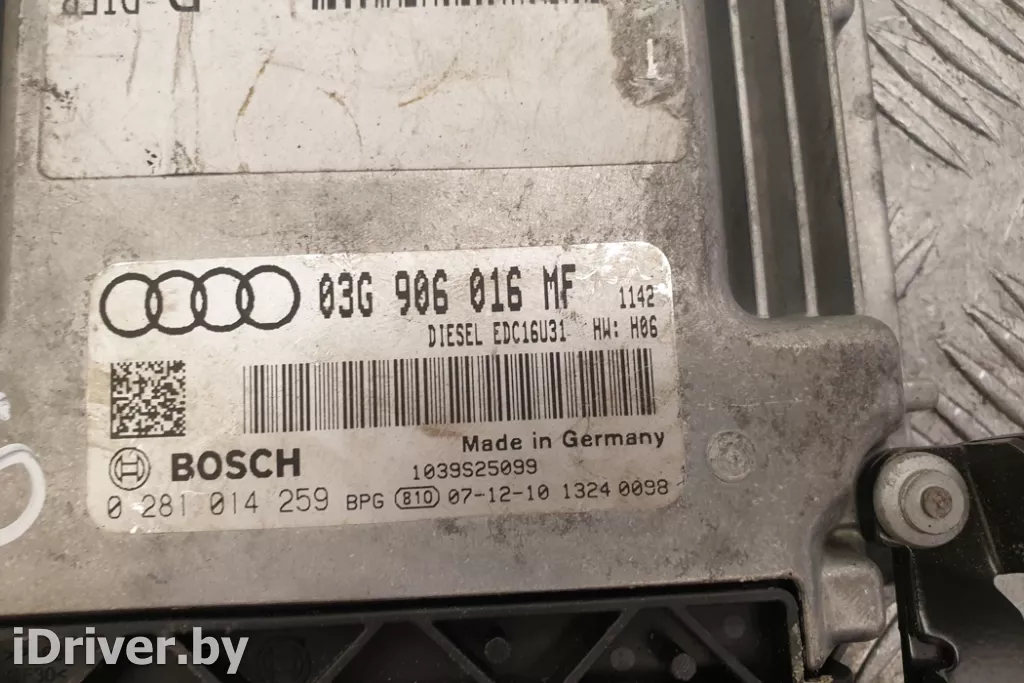 03G 906 016 MF 1142
DIESEL EDC16U31 HW: H06
Made in Germany
BOSCH 1039S25099
0 281 014 259 BPG 810 07-12-10 1324 0098
iDriver.by